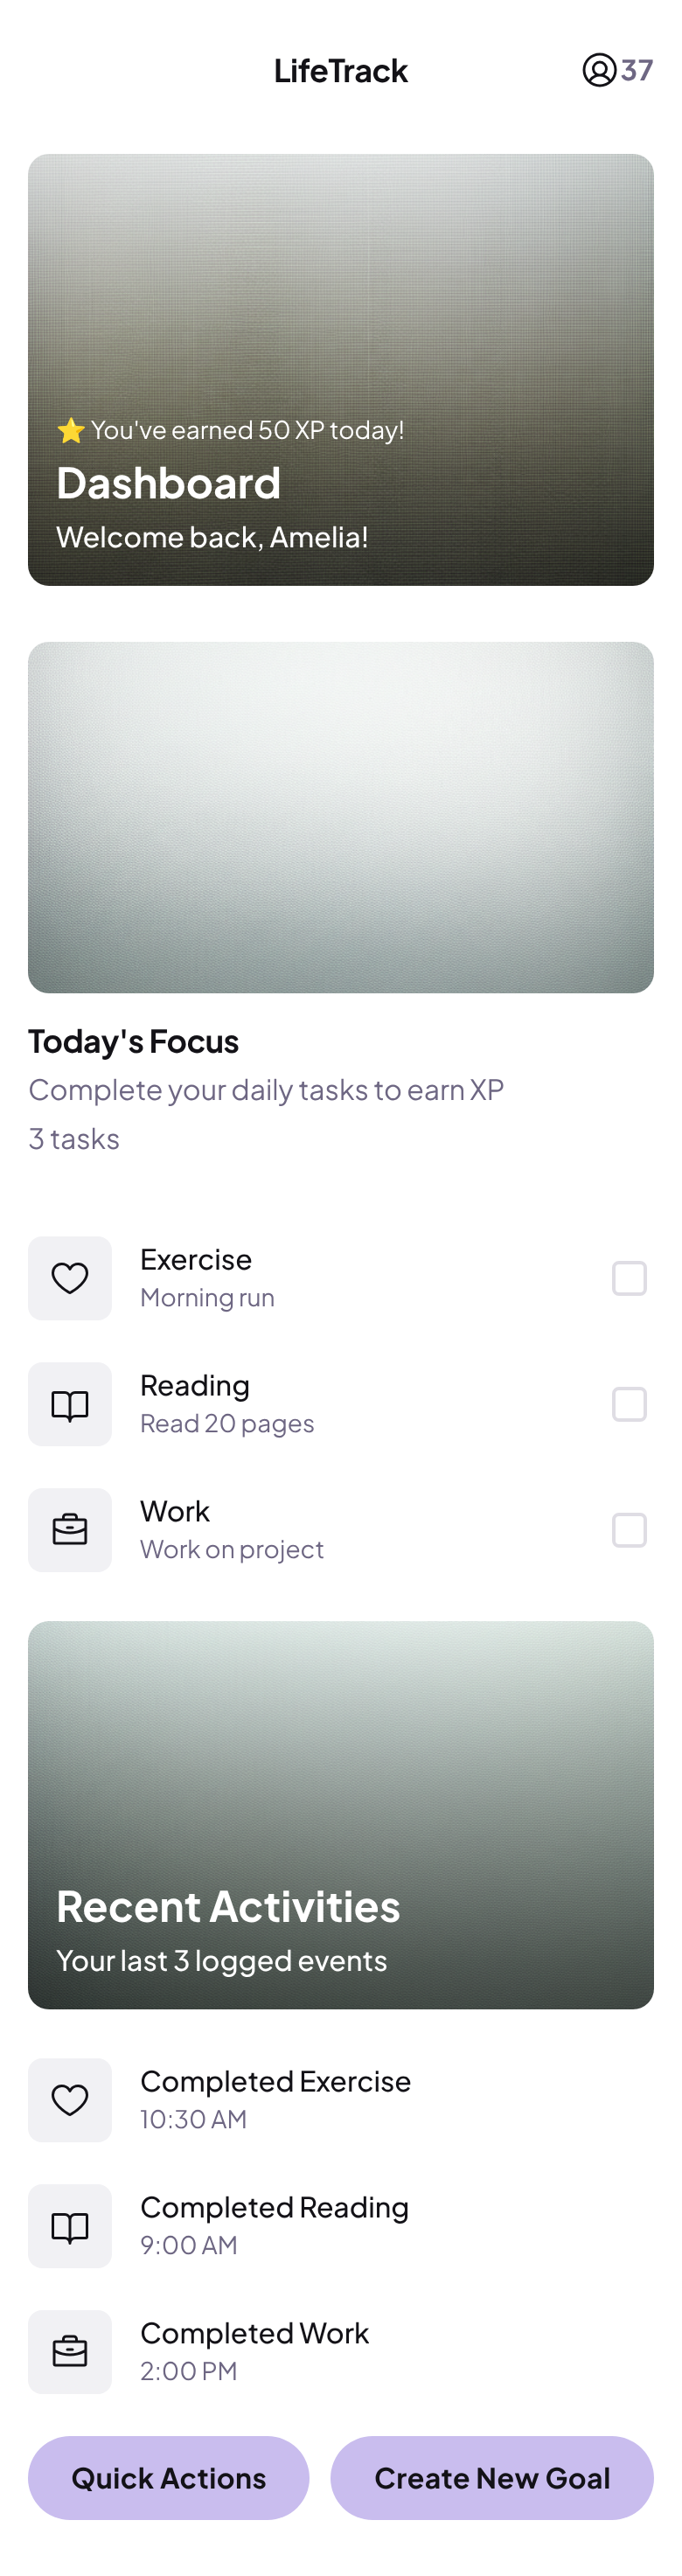 LifeTrack
37
⭐ You've earned 50 XP today!
Dashboard
Welcome back, Amelia!
Today's Focus
Complete your daily tasks to earn XP
3 tasks
Exercise
Morning run
Reading
Read 20 pages
Work
Work on project
Recent Activities
Your last 3 logged events
Completed Exercise
10:30 AM
Completed Reading
9:00 AM
Completed Work
2:00 PM
Quick Actions
Create New Goal